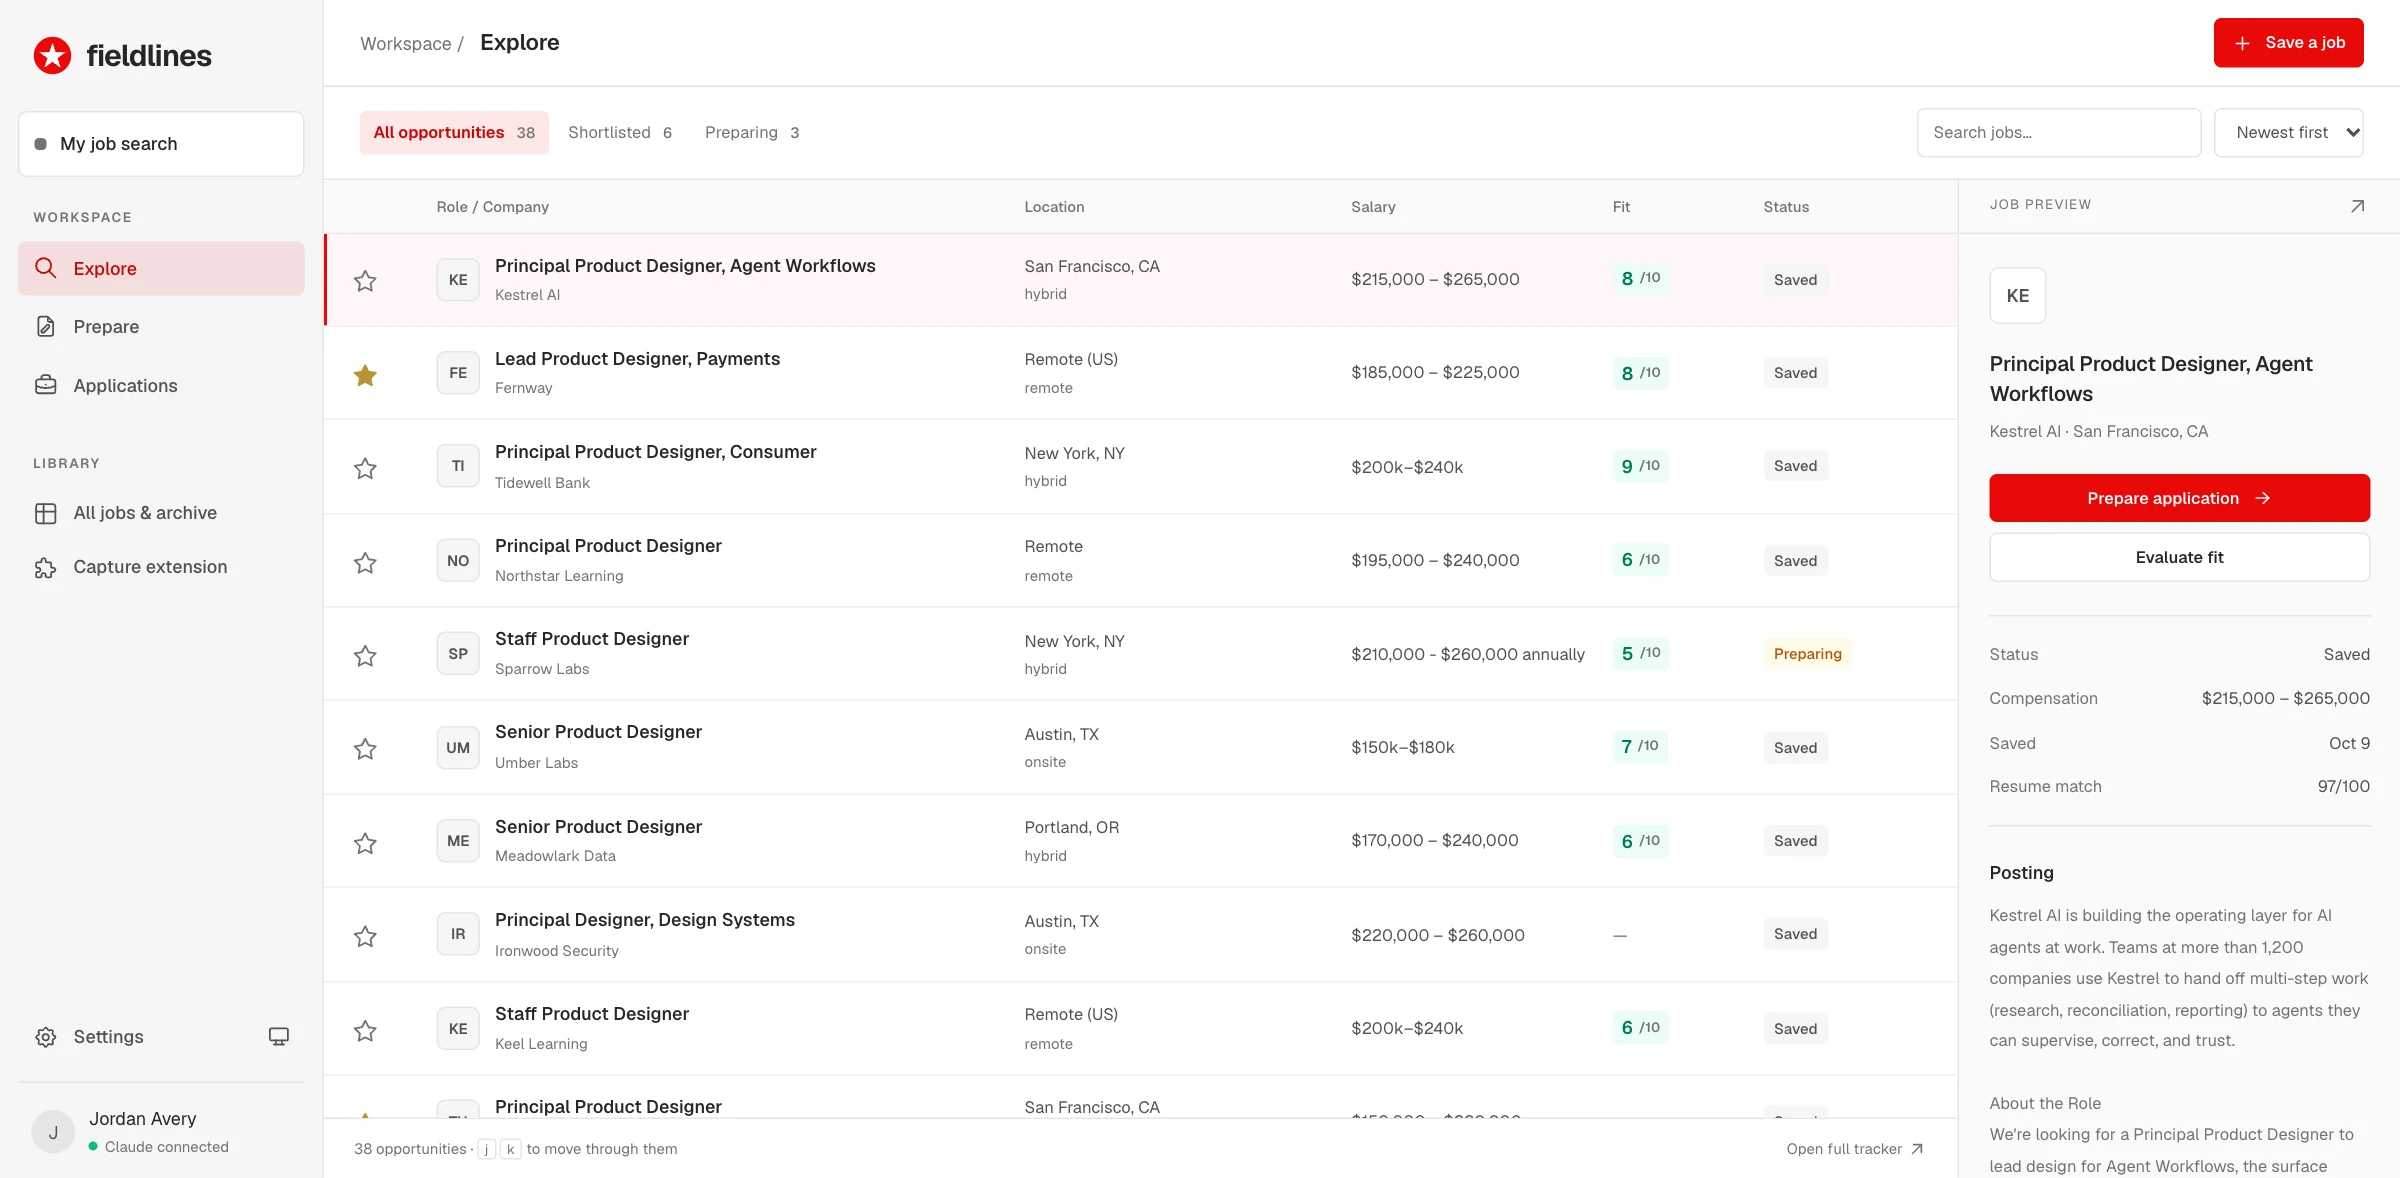 fieldlines
My job search
WORKSPACE
Explore
Prepare
Applications
LIBRARY
All jobs & archive
Capture extension
Settings
J
Jordan Avery
Claude connected
Workspace / Explore
Save a job
All opportunities 38
Shortlisted 6
Preparing 3
Search jobs...
Newest first
Role / Company Location Salary Fit Status
KE
Principal Product Designer, Agent Workflows
Kestrel AI
San Francisco, CA
hybrid
$215,000 – $265,000
8 /10
Saved
FE
Lead Product Designer, Payments
Fernway
Remote (US)
remote
$185,000 – $225,000
8 /10
Saved
TI
Principal Product Designer, Consumer
Tidewell Bank
New York, NY
hybrid
$200k–$240k
9 /10
Saved
NO
Principal Product Designer
Northstar Learning
Remote
remote
$195,000 – $240,000
6 /10
Saved
SP
Staff Product Designer
Sparrow Labs
New York, NY
hybrid
$210,000 - $260,000 annually
5 /10
Preparing
UM
Senior Product Designer
Umber Labs
Austin, TX
onsite
$150k–$180k
7 /10
Saved
ME
Senior Product Designer
Meadowlark Data
Portland, OR
hybrid
$170,000 – $240,000
6 /10
Saved
IR
Principal Designer, Design Systems
Ironwood Security
Austin, TX
onsite
$220,000 – $260,000
—
Saved
KE
Staff Product Designer
Keel Learning
Remote (US)
remote
$200k–$240k
6 /10
Saved
Principal Product Designer
San Francisco, CA
38 opportunities · j k to move through them
Open full tracker
JOB PREVIEW
KE
Principal Product Designer, Agent
Workflows
Kestrel AI · San Francisco, CA
Prepare application
Evaluate fit
Status Saved
Compensation $215,000 – $265,000
Saved Oct 9
Resume match 97/100
Posting
Kestrel AI is building the operating layer for AI
agents at work. Teams at more than 1,200
companies use Kestrel to hand off multi-step work
(research, reconciliation, reporting) to agents they
can supervise, correct, and trust.
About the Role
We're looking for a Principal Product Designer to
lead design for Agent Workflows, the surface